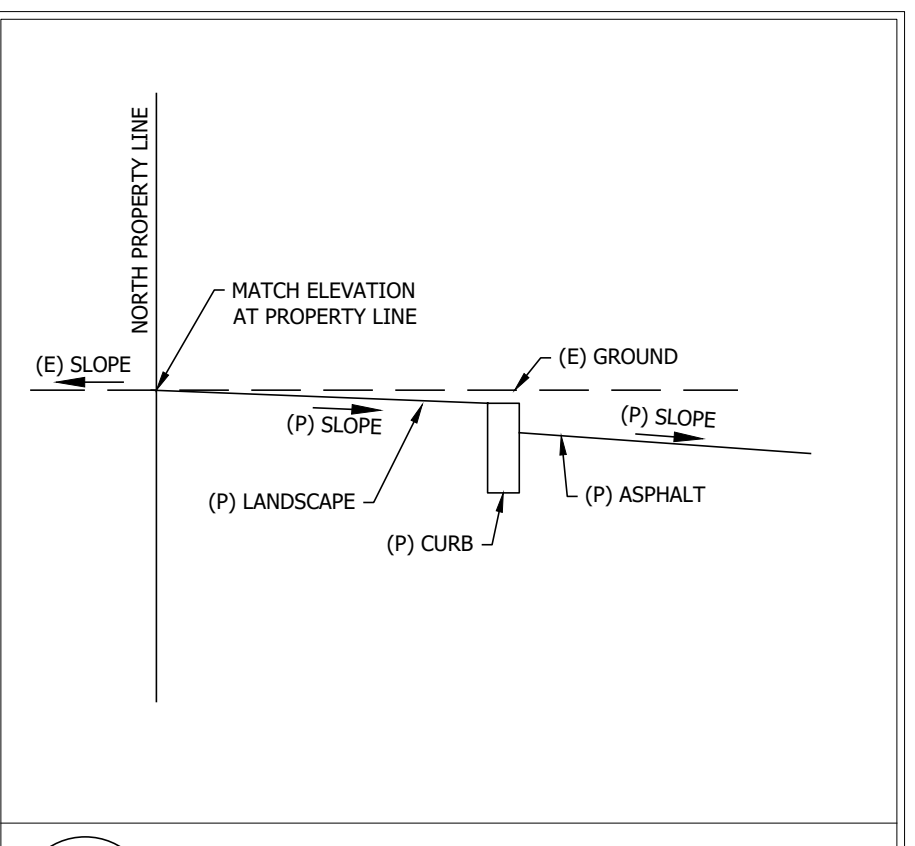 NORTH PROPERTY LINE
MATCH ELEVATION
AT PROPERTY LINE
(E) SLOPE
(E) GROUND
(P) SLOPE
(P) SLOPE
(P) LANDSCAPE
(P) ASPHALT
(P) CURB